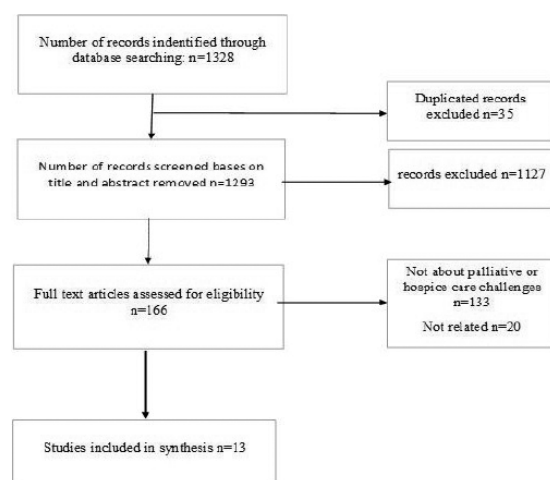 Number of records indentified through
database searching: n=1328
Duplicated records
excluded n=35
Number of records screened bases on
title and abstract removed n=1293
records excluded n=1127
Full text articles assessed for eligibility
n=166
Not about palliative or
hospice care challenges
n=133
Not related n=20
Studies included in synthesis n=13